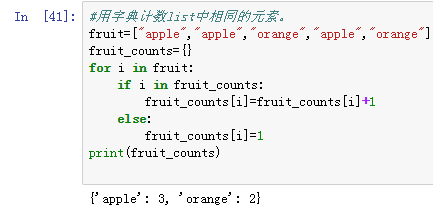 In [41]: #用字典计数list中相同的元素。
fruit=["apple","apple","orange","apple","orange"]
fruit_counts={}
for i in fruit:
    if i in fruit_counts:
        fruit_counts[i]=fruit_counts[i]+1
    else:
        fruit_counts[i]=1
print(fruit_counts)
{'apple': 3, 'orange': 2}